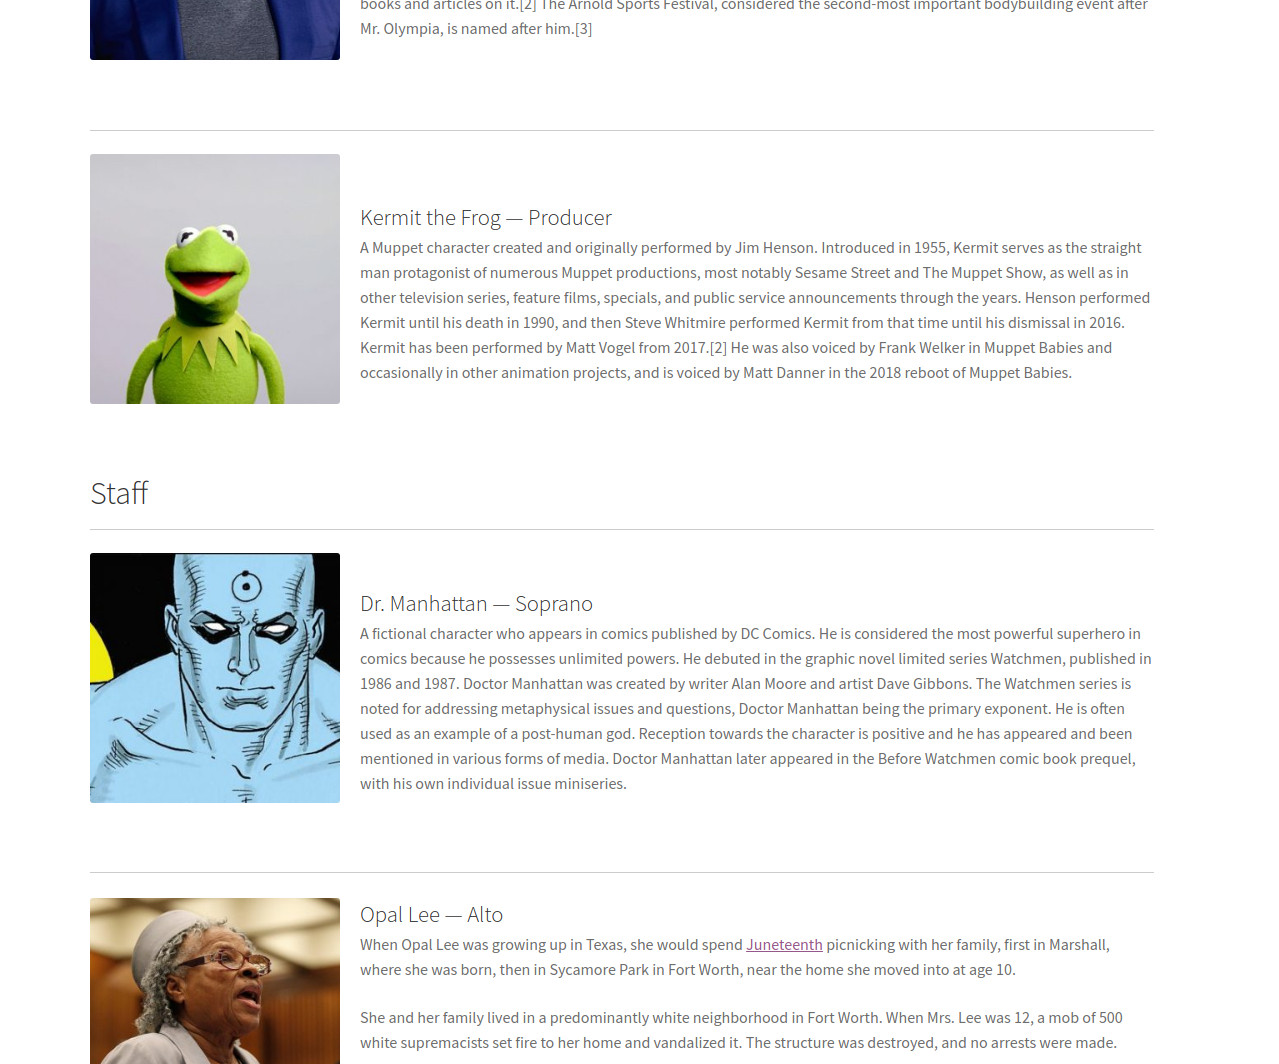 books and articles on it.[2] The Arnold Sports Festival, considered the second-most important bodybuilding event after
Mr. Olympia, is named after him.[3]
Kermit the Frog — Producer
A Muppet character created and originally performed by Jim Henson. Introduced in 1955, Kermit serves as the straight
man protagonist of numerous Muppet productions, most notably Sesame Street and The Muppet Show, as well as in
other television series, feature films, specials, and public service announcements through the years. Henson performed
Kermit until his death in 1990, and then Steve Whitmire performed Kermit from that time until his dismissal in 2016.
Kermit has been performed by Matt Vogel from 2017.[2] He was also voiced by Frank Welker in Muppet Babies and
occasionally in other animation projects, and is voiced by Matt Danner in the 2018 reboot of Muppet Babies.
Staff
Dr. Manhattan — Soprano
A fictional character who appears in comics published by DC Comics. He is considered the most powerful superhero in
comics because he possesses unlimited powers. He debuted in the graphic novel limited series Watchmen, published in
1986 and 1987. Doctor Manhattan was created by writer Alan Moore and artist Dave Gibbons. The Watchmen series is
noted for addressing metaphysical issues and questions, Doctor Manhattan being the primary exponent. He is often
used as an example of a post-human god. Reception towards the character is positive and he has appeared and been
mentioned in various forms of media. Doctor Manhattan later appeared in the Before Watchmen comic book prequel,
with his own individual issue miniseries.
Opal Lee — Alto
When Opal Lee was growing up in Texas, she would spend Juneteenth picnicking with her family, first in Marshall,
where she was born, then in Sycamore Park in Fort Worth, near the home she moved into at age 10.
She and her family lived in a predominantly white neighborhood in Fort Worth. When Mrs. Lee was 12, a mob of 500
white supremacists set fire to her home and vandalized it. The structure was destroyed, and no arrests were made.